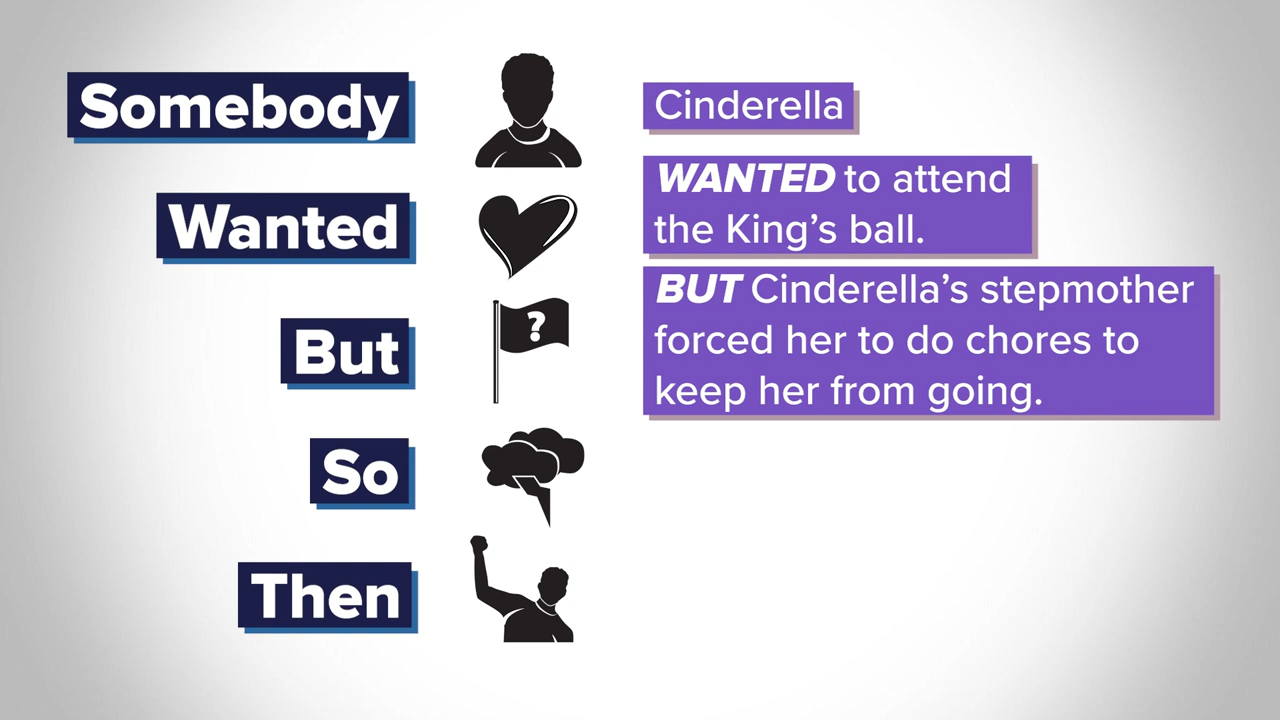 Somebody
Cinderella
Wanted
WANTED to attend
the King's ball.
But
?
BUT Cinderella's stepmother
forced her to do chores to
keep her from going.
So
Then